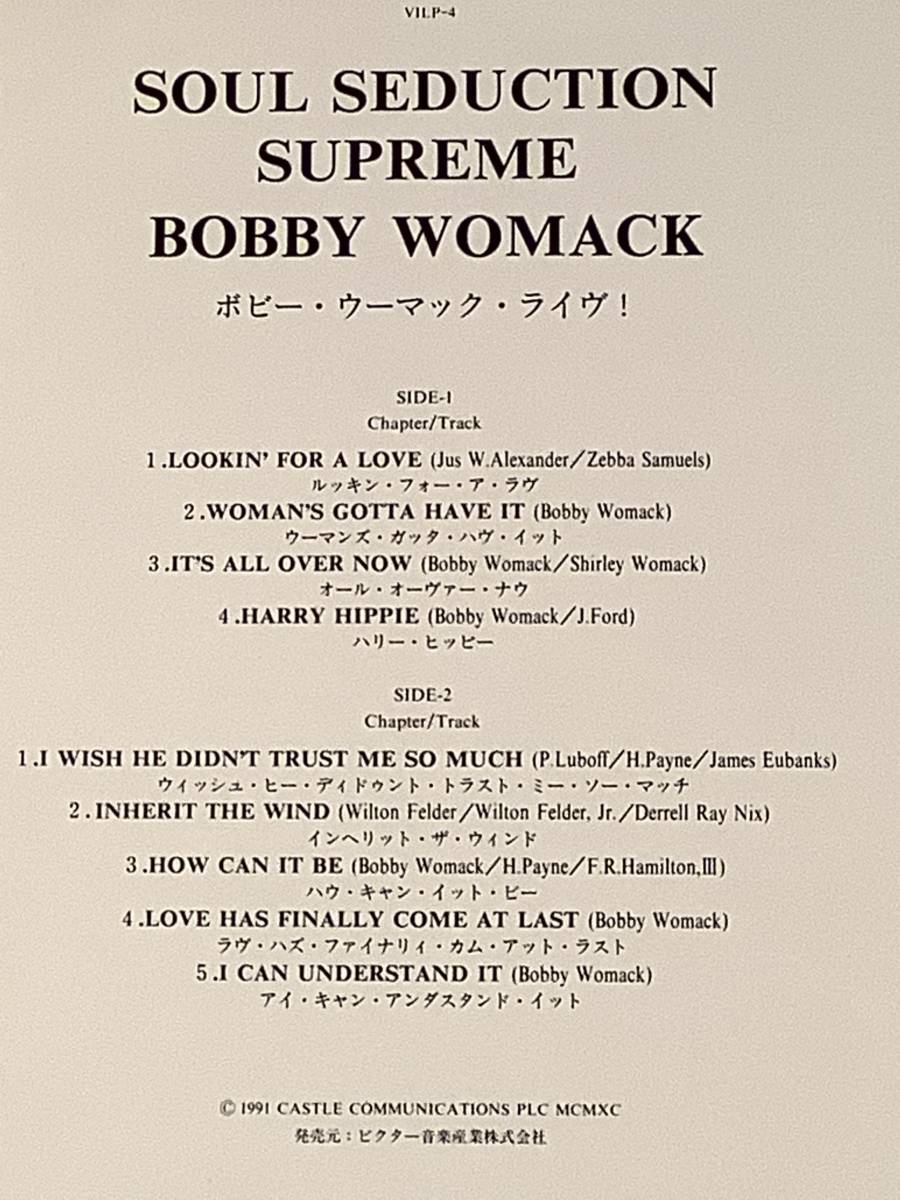 VILP-4
SOUL SEDUCTION
SUPREME
BOBBY WOMACK
ボビー・ウーマック・ライヴ！
SIDE-1
Chapter/Track
1.LOOKIN' FOR A LOVE (Jus W.Alexander/Zebba Samuels)
ルッキン・フォー・ア・ラヴ
2.WOMAN'S GOTTA HAVE IT (Bobby Womack)
ウーマンズ・ガッタ・ハヴ・イット
3.IT'S ALL OVER NOW (Bobby Womack/Shirley Womack)
オール・オーヴァー・ナウ
4.HARRY HIPPIE (Bobby Womack/J.Ford)
ハリー・ヒッピー
SIDE-2
Chapter/Track
1.I WISH HE DIDN'T TRUST ME SO MUCH (P.Luboff/H.Payne/James Eubanks)
ウィッシュ・ヒー・ディドゥント・トラスト・ミー・ソー・マッチ
2.INHERIT THE WIND (Wilton Felder/Wilton Felder, Jr./Derrell Ray Nix)
インヘリット・ザ・ウィンド
3.HOW CAN IT BE (Bobby Womack/H.Payne/F.R.Hamilton,III)
ハウ・キャン・イット・ビー
4.LOVE HAS FINALLY COME AT LAST (Bobby Womack)
ラヴ・ハズ・ファイナリィ・カム・アット・ラスト
5.I CAN UNDERSTAND IT (Bobby Womack)
アイ・キャン・アンダスタンド・イット
© 1991 CASTLE COMMUNICATIONS PLC MCMXC
発売元：ビクター音楽産業株式会社